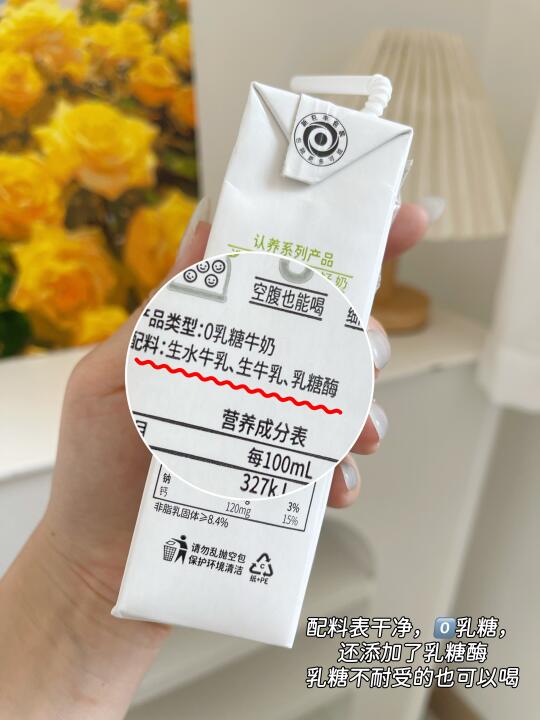 认养系列产品
空腹也能喝
产品类型:0乳糖牛奶
配料:生水牛乳、生牛乳、乳糖酶
营养成分表
每100mL
327k
钠
3%
钙
120mg
15%
非脂乳固体≥8.4%
请勿乱抛空包
保护环境清洁
C
纸+PE
配料表干净，0️⃣乳糖，
还添加了乳糖酶
乳糖不耐受的也可以喝